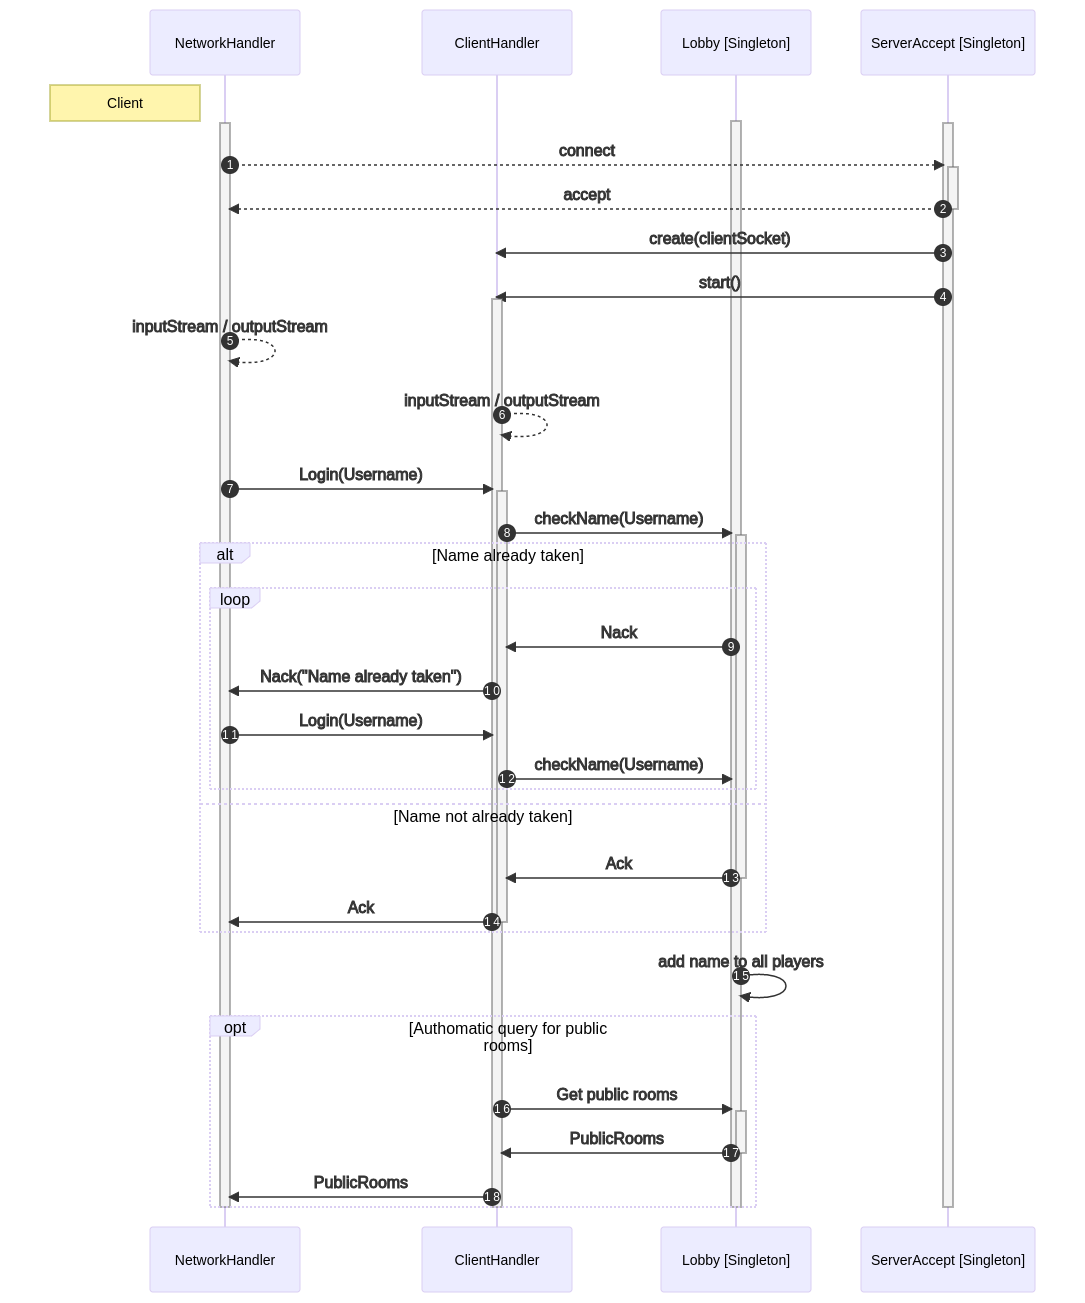 NetworkHandler
ClientHandler
Lobby [Singleton]
ServerAccept [Singleton]
Client
connect
1
accept
2
create(clientSocket)
3
start()
4
inputStream / outputStream
5
inputStream / outputStream
6
Login(Username)
7
checkName(Username)
8
alt
[Name already taken]
loop
Nack
9
Nack("Name already taken")
10
Login(Username)
11
checkName(Username)
12
[Name not already taken]
Ack
13
Ack
14
add name to all players
15
opt
[Authomatic query for public
rooms]
Get public rooms
16
PublicRooms
17
PublicRooms
18
NetworkHandler
ClientHandler
Lobby [Singleton]
ServerAccept [Singleton]